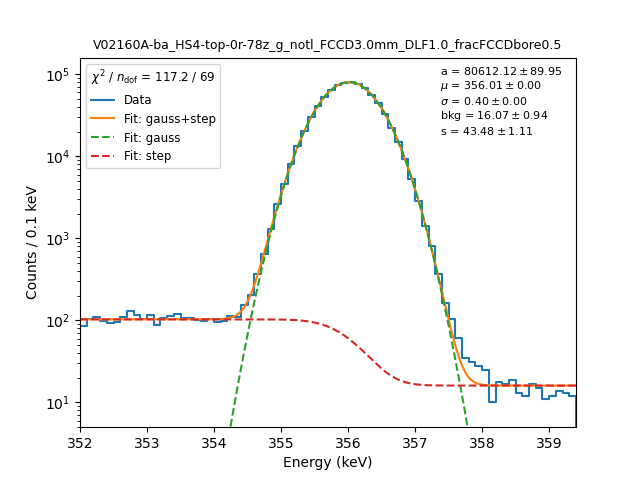 V02160A-ba_HS4-top-0r-78z_g_notl_FCCD3.0mm_DLF1.0_fracFCCDbore0.5
χ² / n_dof = 117.2 / 69
Data
Fit: gauss+step
Fit: gauss
Fit: step
a = 80612.12 ± 89.95
μ = 356.01 ± 0.00
σ = 0.40 ± 0.00
bkg = 16.07 ± 0.94
s = 43.48 ± 1.11
Counts / 0.1 keV
10⁵
10⁴
10³
10²
10¹
352 353 354 355 356 357 358 359
Energy (keV)